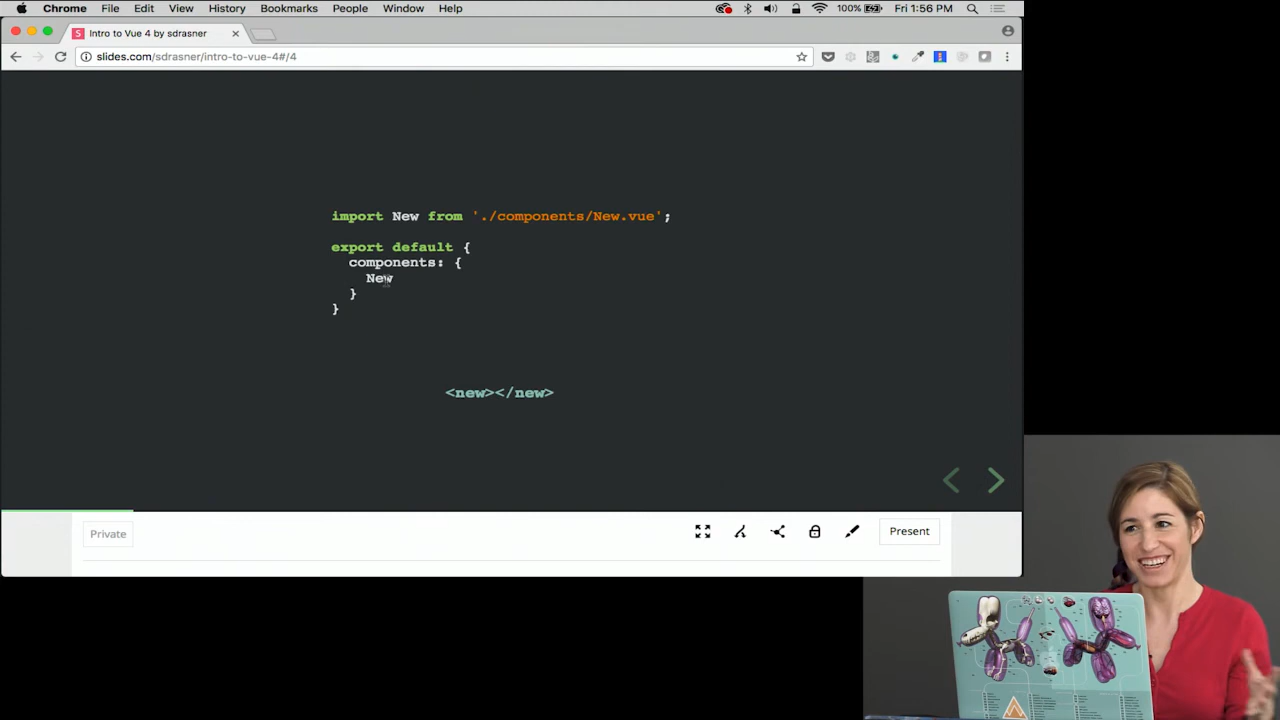 Chrome File Edit View History Bookmarks People Window Help 100% Fri 1:56 PM
Intro to Vue 4 by sdrasner
slides.com/sdrasner/intro-to-vue-4#/4
import New from './components/New.vue';
export default {
components: {
New
}
}
<new></new>
Private
Present